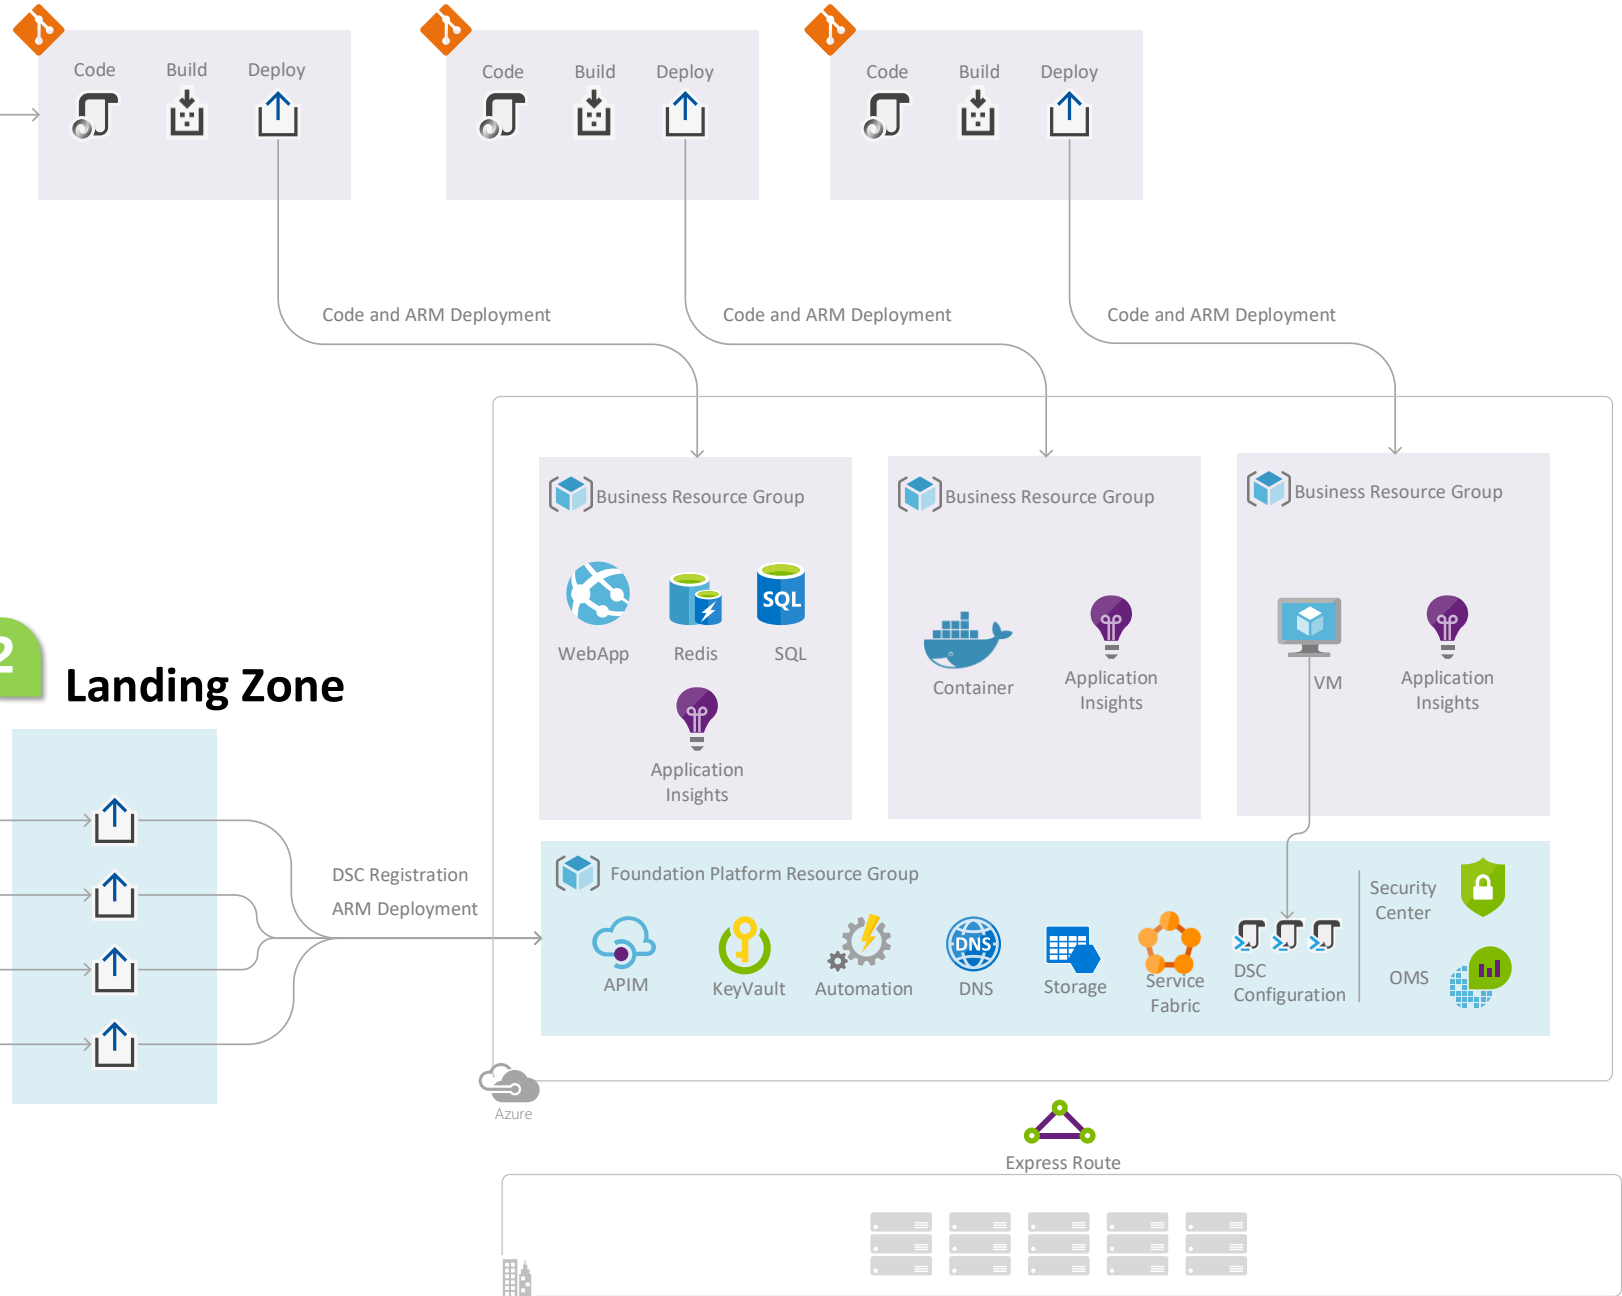 Code Build Deploy
Code Build Deploy
Code Build Deploy
Code and ARM Deployment
Code and ARM Deployment
Code and ARM Deployment
Business Resource Group
Business Resource Group
Business Resource Group
SQL
WebApp
Redis
SQL
Application
Insights
Container
Application
Insights
VM
Application
Insights
2
Landing Zone
DSC Registration
ARM Deployment
Foundation Platform Resource Group
APIM
KeyVault
Automation
DNS
DNS
Storage
Service
Fabric
DSC
Configuration
Security
Center
OMS
Azure
Express Route